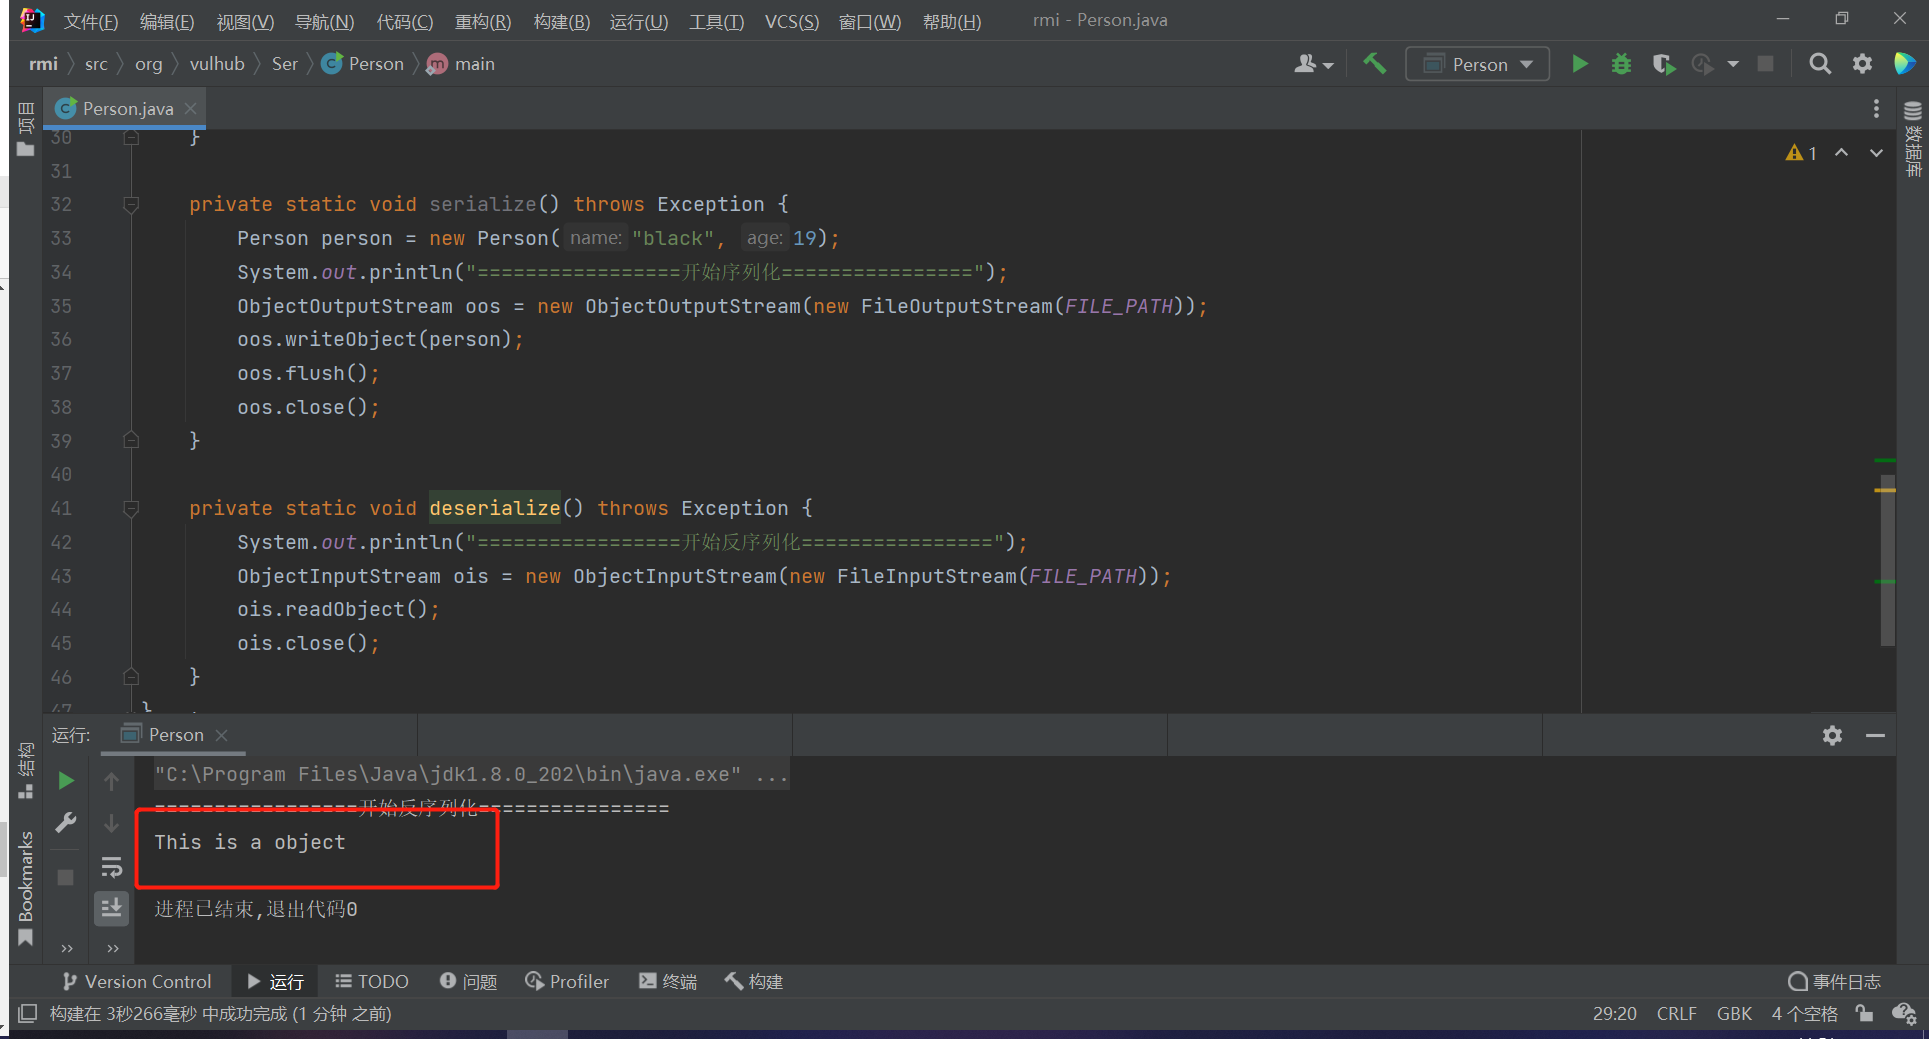 文件(F) 编辑(E) 视图(V) 导航(N) 代码(C) 重构(R) 构建(B) 运行(U) 工具(T) VCS(S) 窗口(W) 帮助(H) rmi - Person.java
rmi src org vulhub Ser Person main Person
项目 Person.java 数据库
30 }
1
31
32 private static void serialize() throws Exception {
33 Person person = new Person( name: "black", age: 19);
34 System.out.println("=================开始序列化================");
35 ObjectOutputStream oos = new ObjectOutputStream(new FileOutputStream(FILE_PATH));
36 oos.writeObject(person);
37 oos.flush();
38 oos.close();
39 }
40
41 private static void deserialize() throws Exception {
42 System.out.println("=================开始反序列化================");
43 ObjectInputStream ois = new ObjectInputStream(new FileInputStream(FILE_PATH));
44 ois.readObject();
45 ois.close();
46 }
47 }
运行: Person
结构
Bookmarks
"C:\Program Files\Java\jdk1.8.0_202\bin\java.exe" ...
=================开始反序列化================
This is a object
进程已结束,退出代码0
Version Control 运行 TODO 问题 Profiler 终端 构建 事件日志
构建在 3秒266毫秒 中成功完成 (1 分钟 之前) 29:20 CRLF GBK 4 个空格